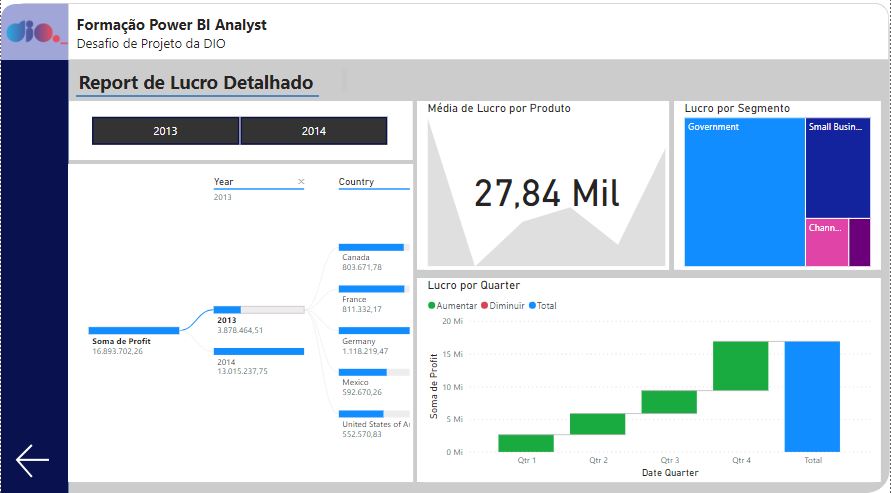 dio.
Formação Power BI Analyst
Desafio de Projeto da DIO
Report de Lucro Detalhado
2013 2014
Year
2013
Country
Soma de Profit
16.893.702,26
2013
3.878.464,51
2014
13.015.237,75
Canada
803.671,78
France
811.332,17
Germany
1.118.219,47
Mexico
592.670,26
United States of A
552.570,83
Média de Lucro por Produto
27,84 Mil
Lucro por Segmento
Government
Small Busin...
Chann...
Lucro por Quarter
Aumentar Diminuir Total
Soma de Profit
20 Mi
15 Mi
10 Mi
5 Mi
0 Mi
Qtr 1 Qtr 2 Qtr 3 Qtr 4 Total
Date Quarter